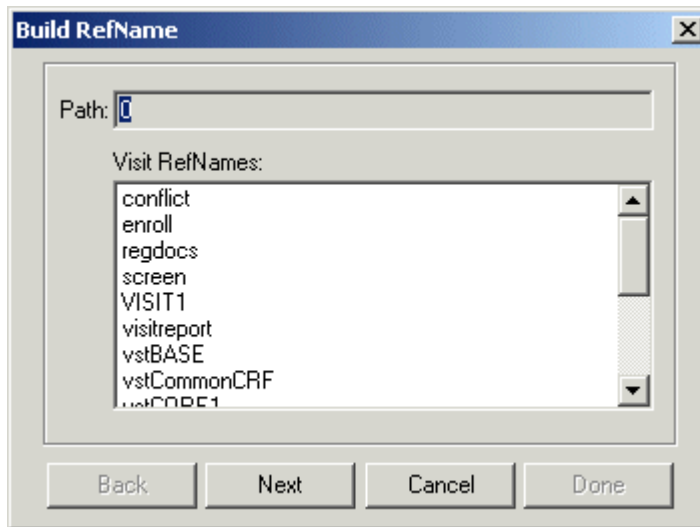 Build RefName
Path: 0
Visit RefNames:
conflict
enroll
regdocs
screen
VISIT1
visitreport
vstBASE
vstCommonCRF
Back Next Cancel Done